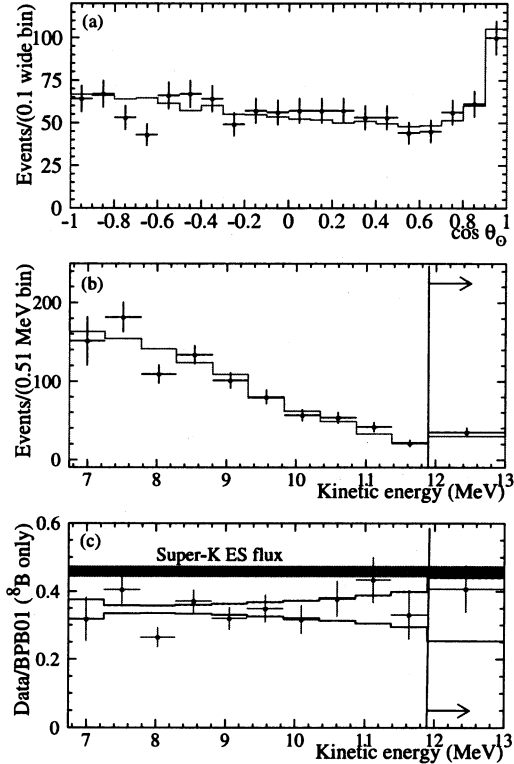 (a)
Events/(0.1 wide bin)
100
75
50
25
0
-1 -0.8 -0.6 -0.4 -0.2 0 0.2 0.4 0.6 0.8 1
cos θ⊙
(b)
Events/(0.51 MeV bin)
200
100
0
7 8 9 10 11 12 13
Kinetic energy (MeV)
(c)
Data/BPB01 (⁸B only)
0.6
0.4
0.2
0
Super-K ES flux
7 8 9 10 11 12 13
Kinetic energy (MeV)